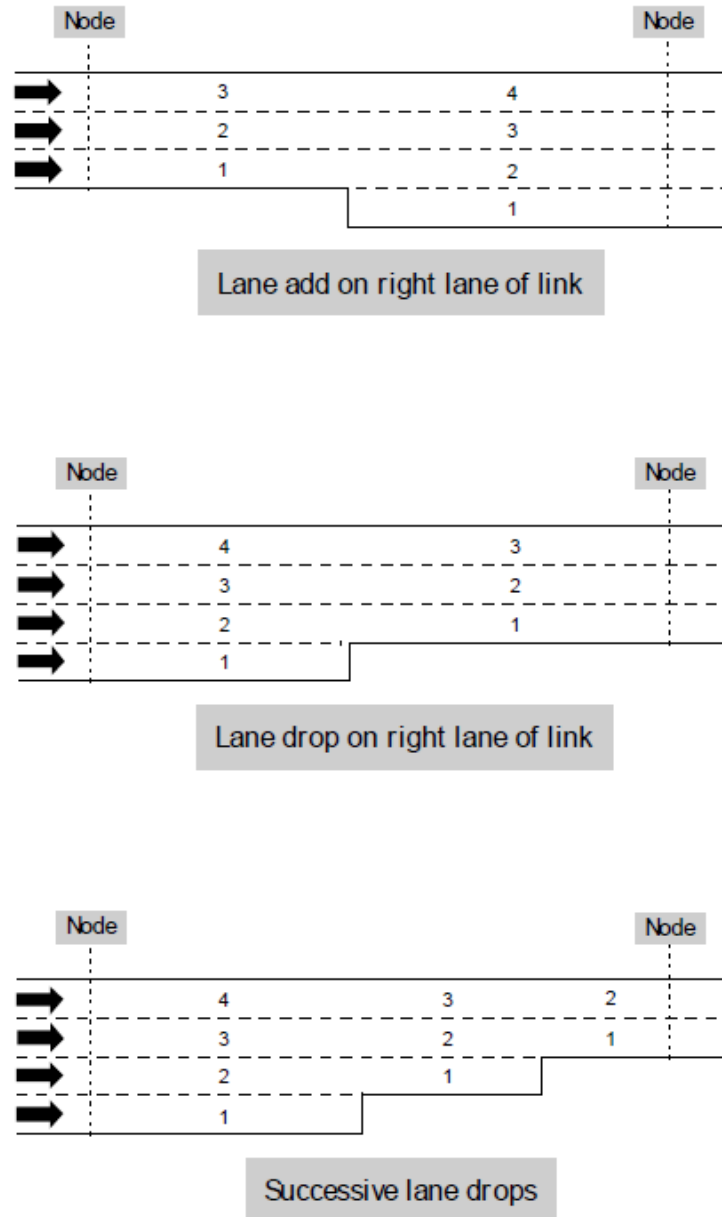 Node Node
3 4
2 3
1 2
1
Lane add on right lane of link
Node Node
4 3
3 2
2 1
1
Lane drop on right lane of link
Node Node
4 3 2
3 2 1
2 1
1
Successive lane drops